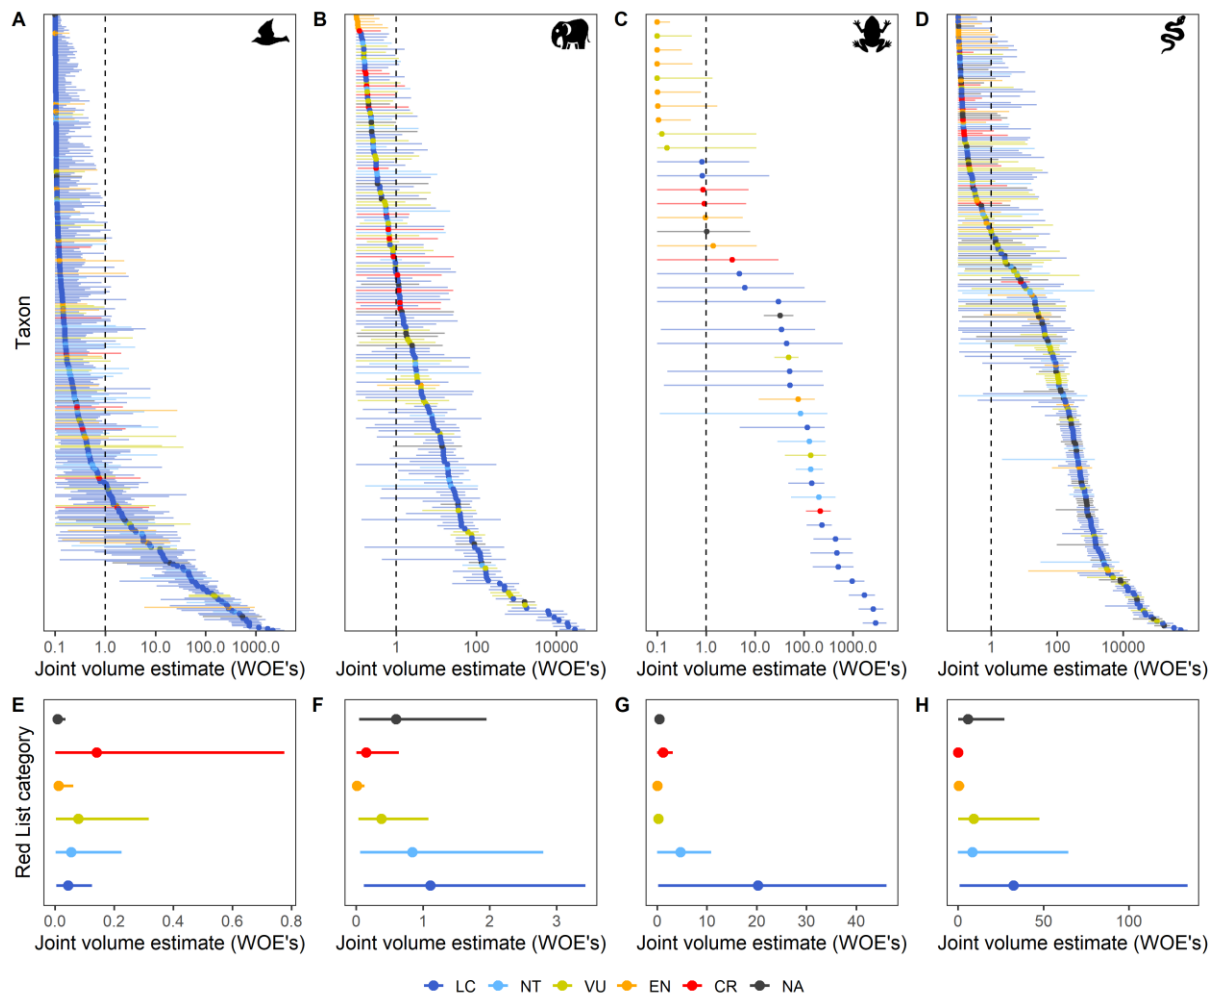 A B C D
Taxon
0.1 1.0 10.0 100.0 1000.0
1 100 10000
0.1 1.0 10.0 100.0 1000.0
1 100 10000
Joint volume estimate (WOE's) Joint volume estimate (WOE's) Joint volume estimate (WOE's) Joint volume estimate (WOE's)
E F G H
Red List category
0.0 0.2 0.4 0.6 0.8
0 1 2 3
0 10 20 30 40
0 50 100
Joint volume estimate (WOE's) Joint volume estimate (WOE's) Joint volume estimate (WOE's) Joint volume estimate (WOE's)
LC NT VU EN CR NA